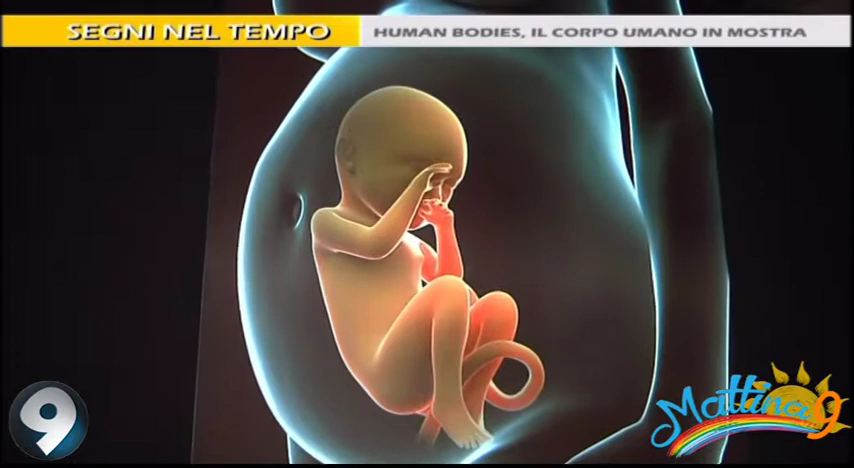 SEGNI NEL TEMPO
HUMAN BODIES, IL CORPO UMANO IN MOSTRA
9
Mattina 9